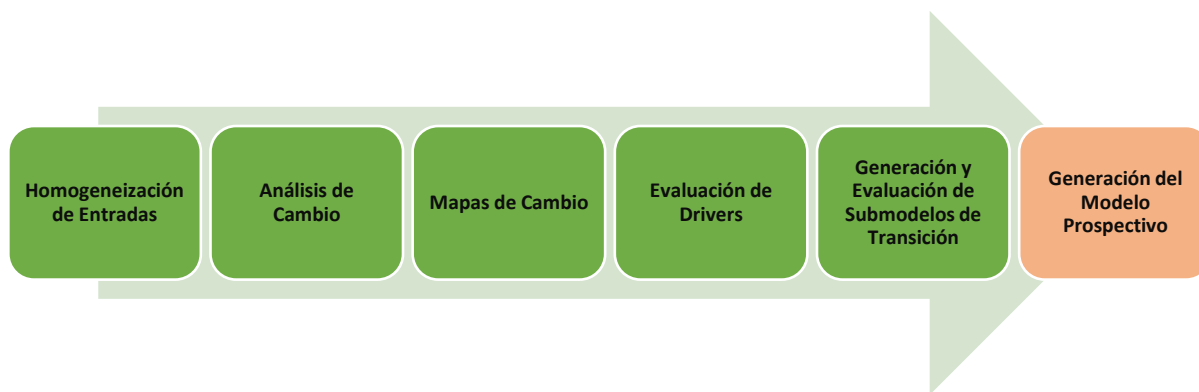 Homogeneización
de Entradas
Análisis de
Cambio
Mapas de Cambio
Evaluación de
Drivers
Generación y
Evaluación de
Submodelos de
Transición
Generación del
Modelo
Prospectivo